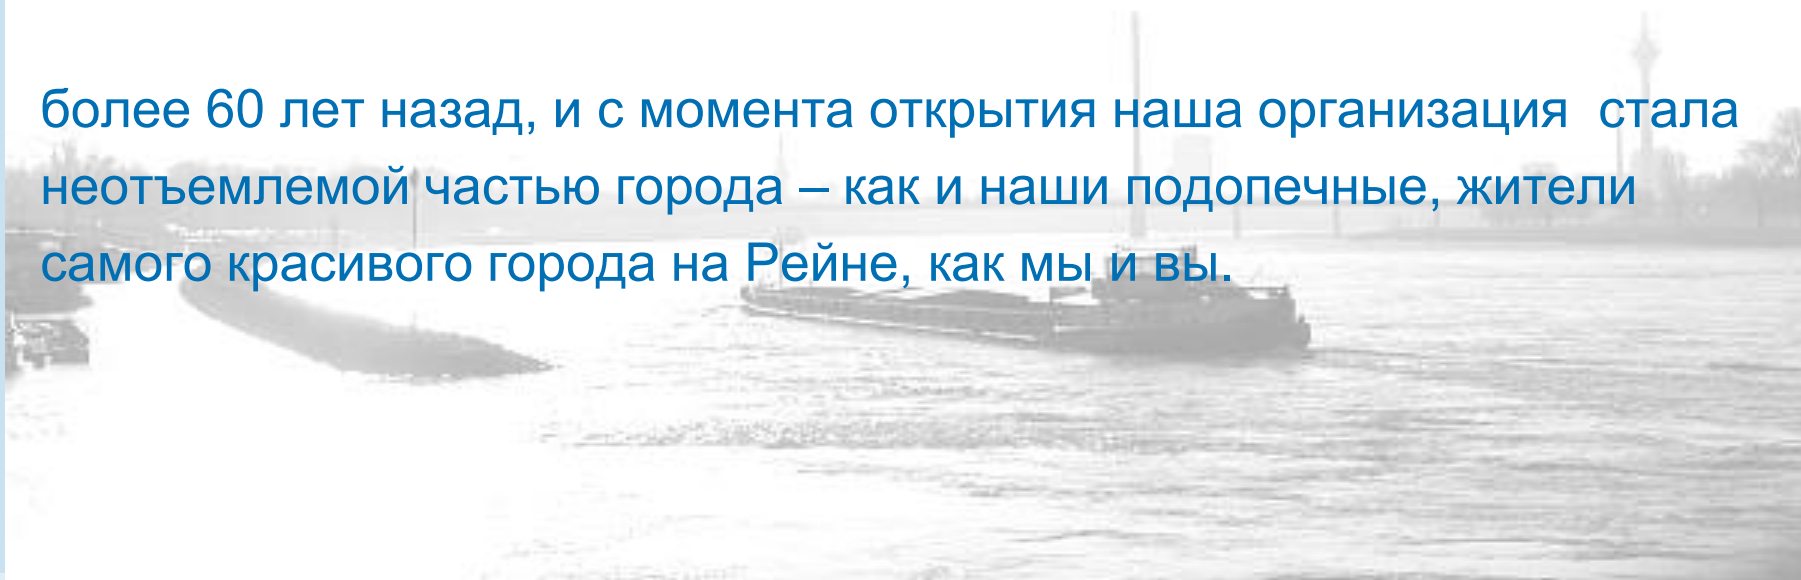 более 60 лет назад, и с момента открытия наша организация стала
неотъемлемой частью города – как и наши подопечные, жители
самого красивого города на Рейне, как мы и вы.